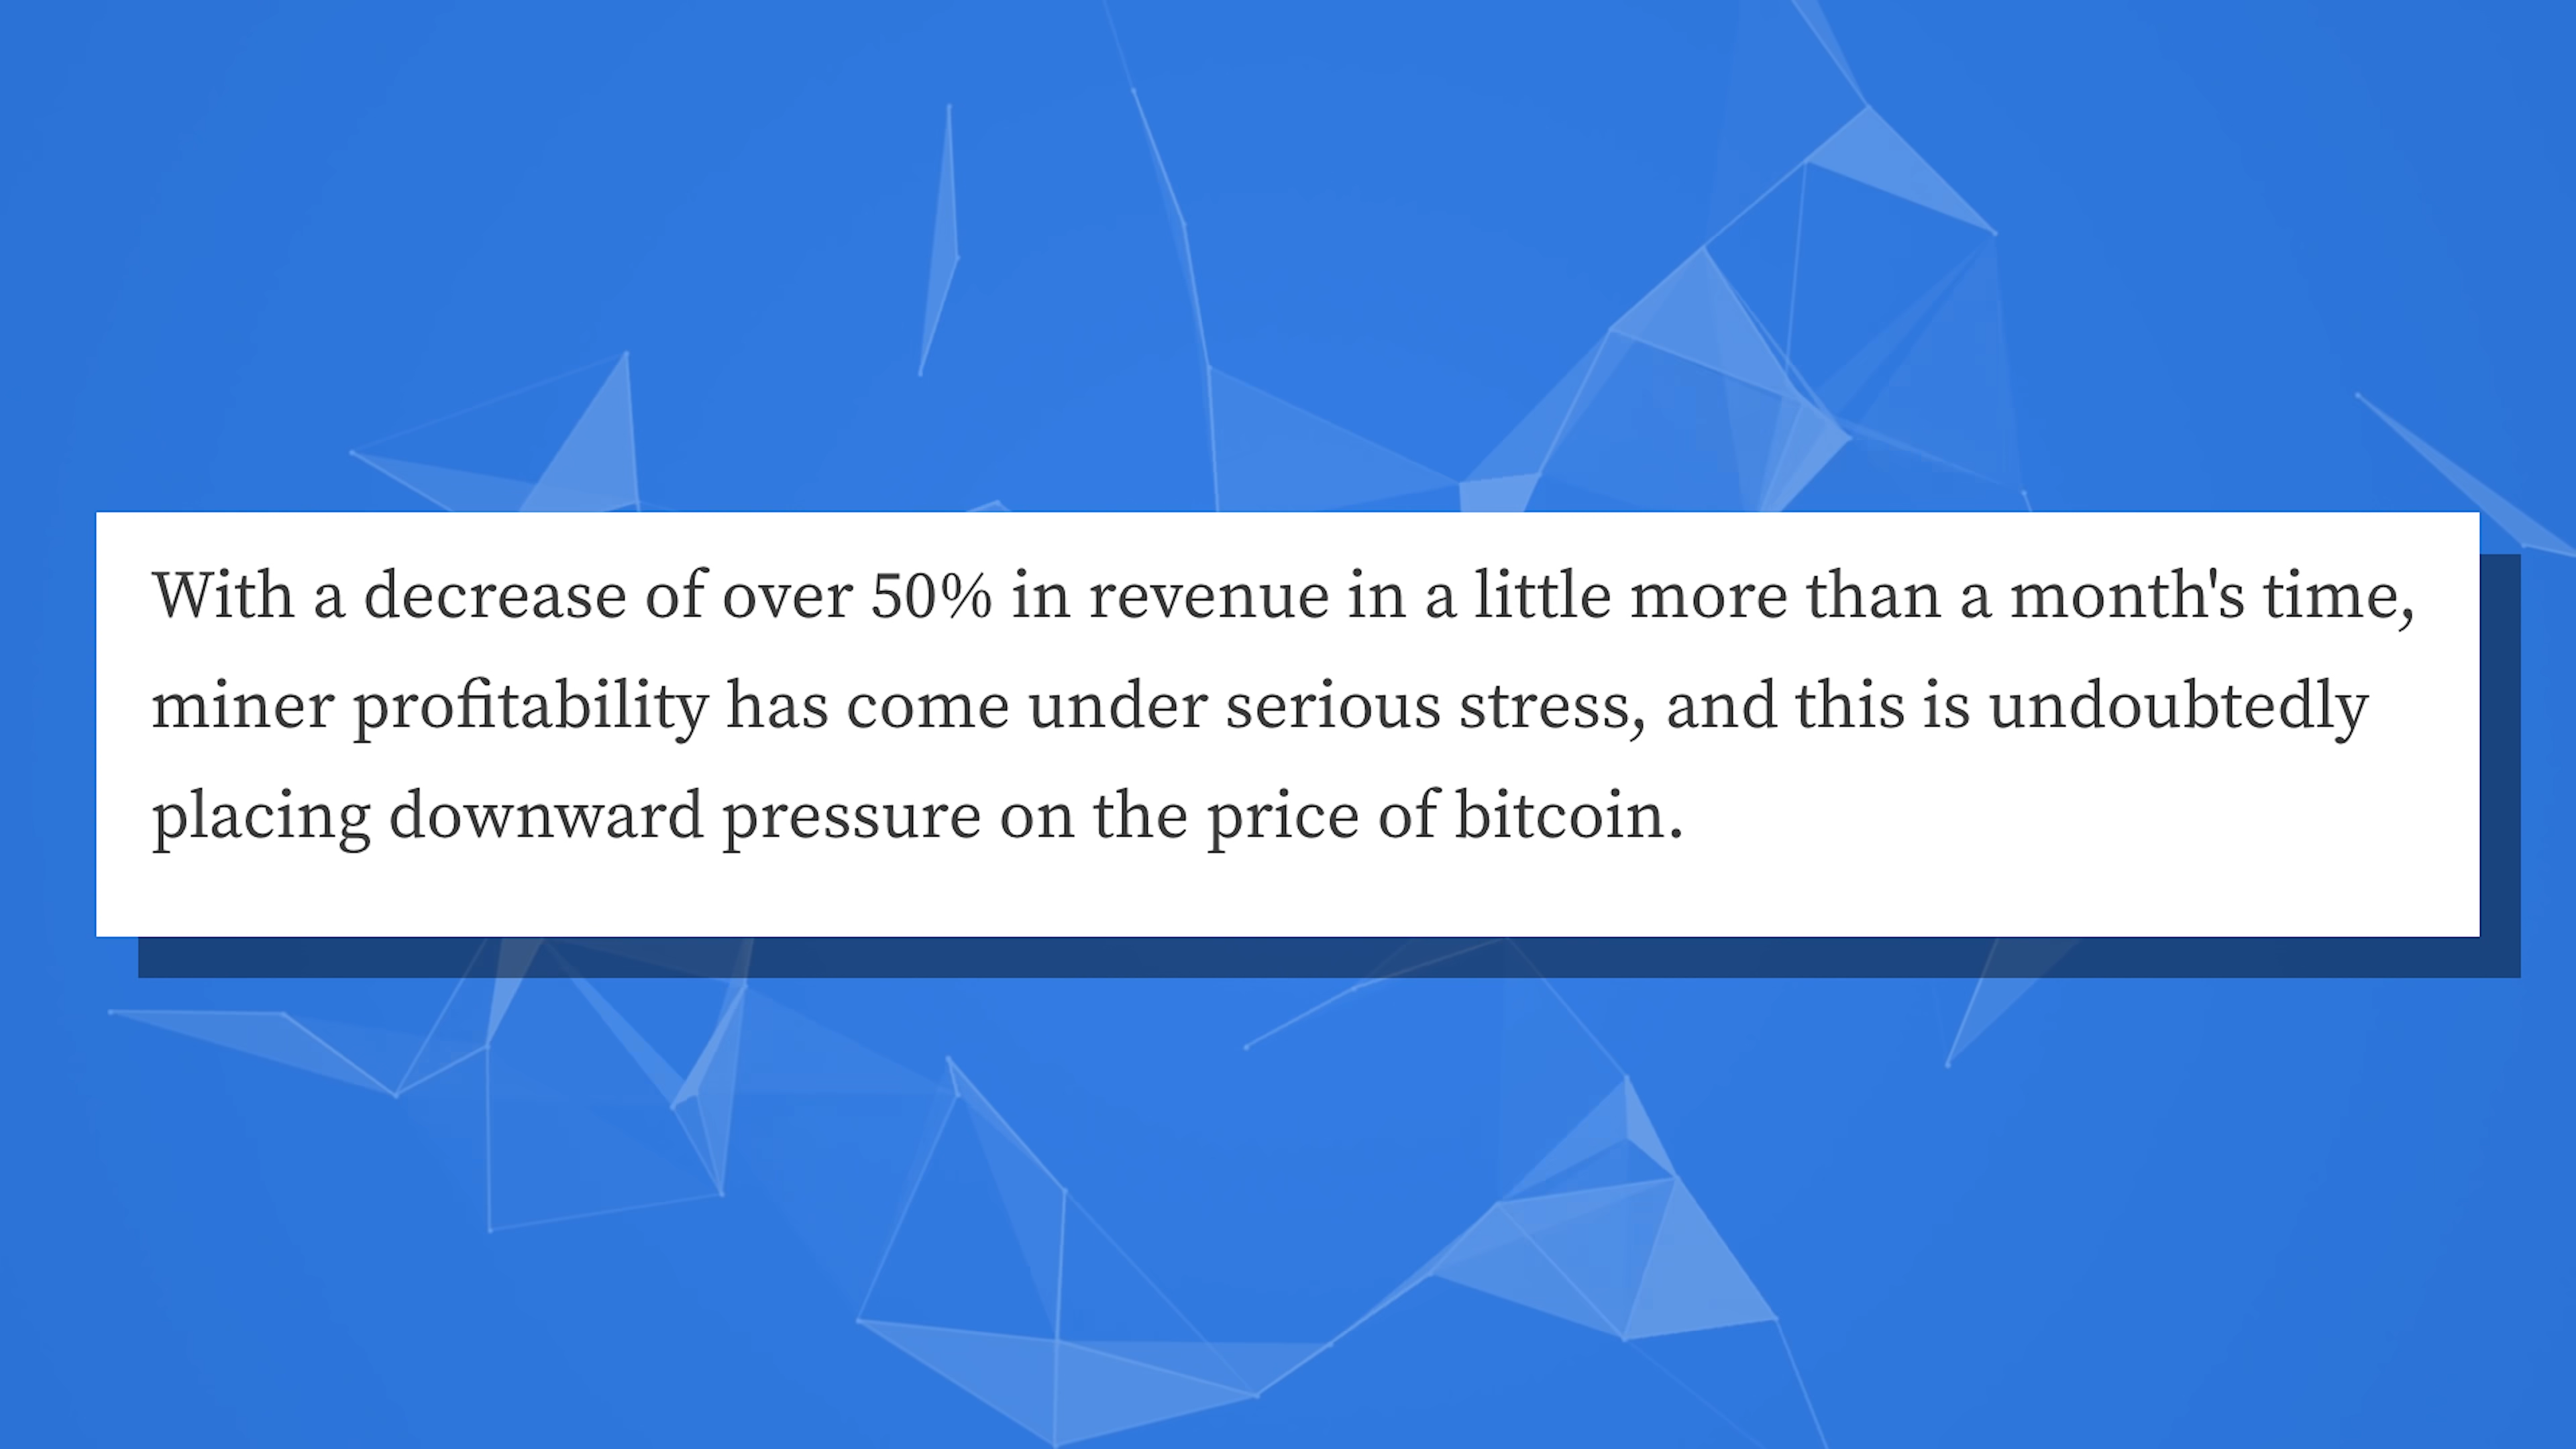 With a decrease of over 50% in revenue in a little more than a month's time,
miner profitability has come under serious stress, and this is undoubtedly
placing downward pressure on the price of bitcoin.